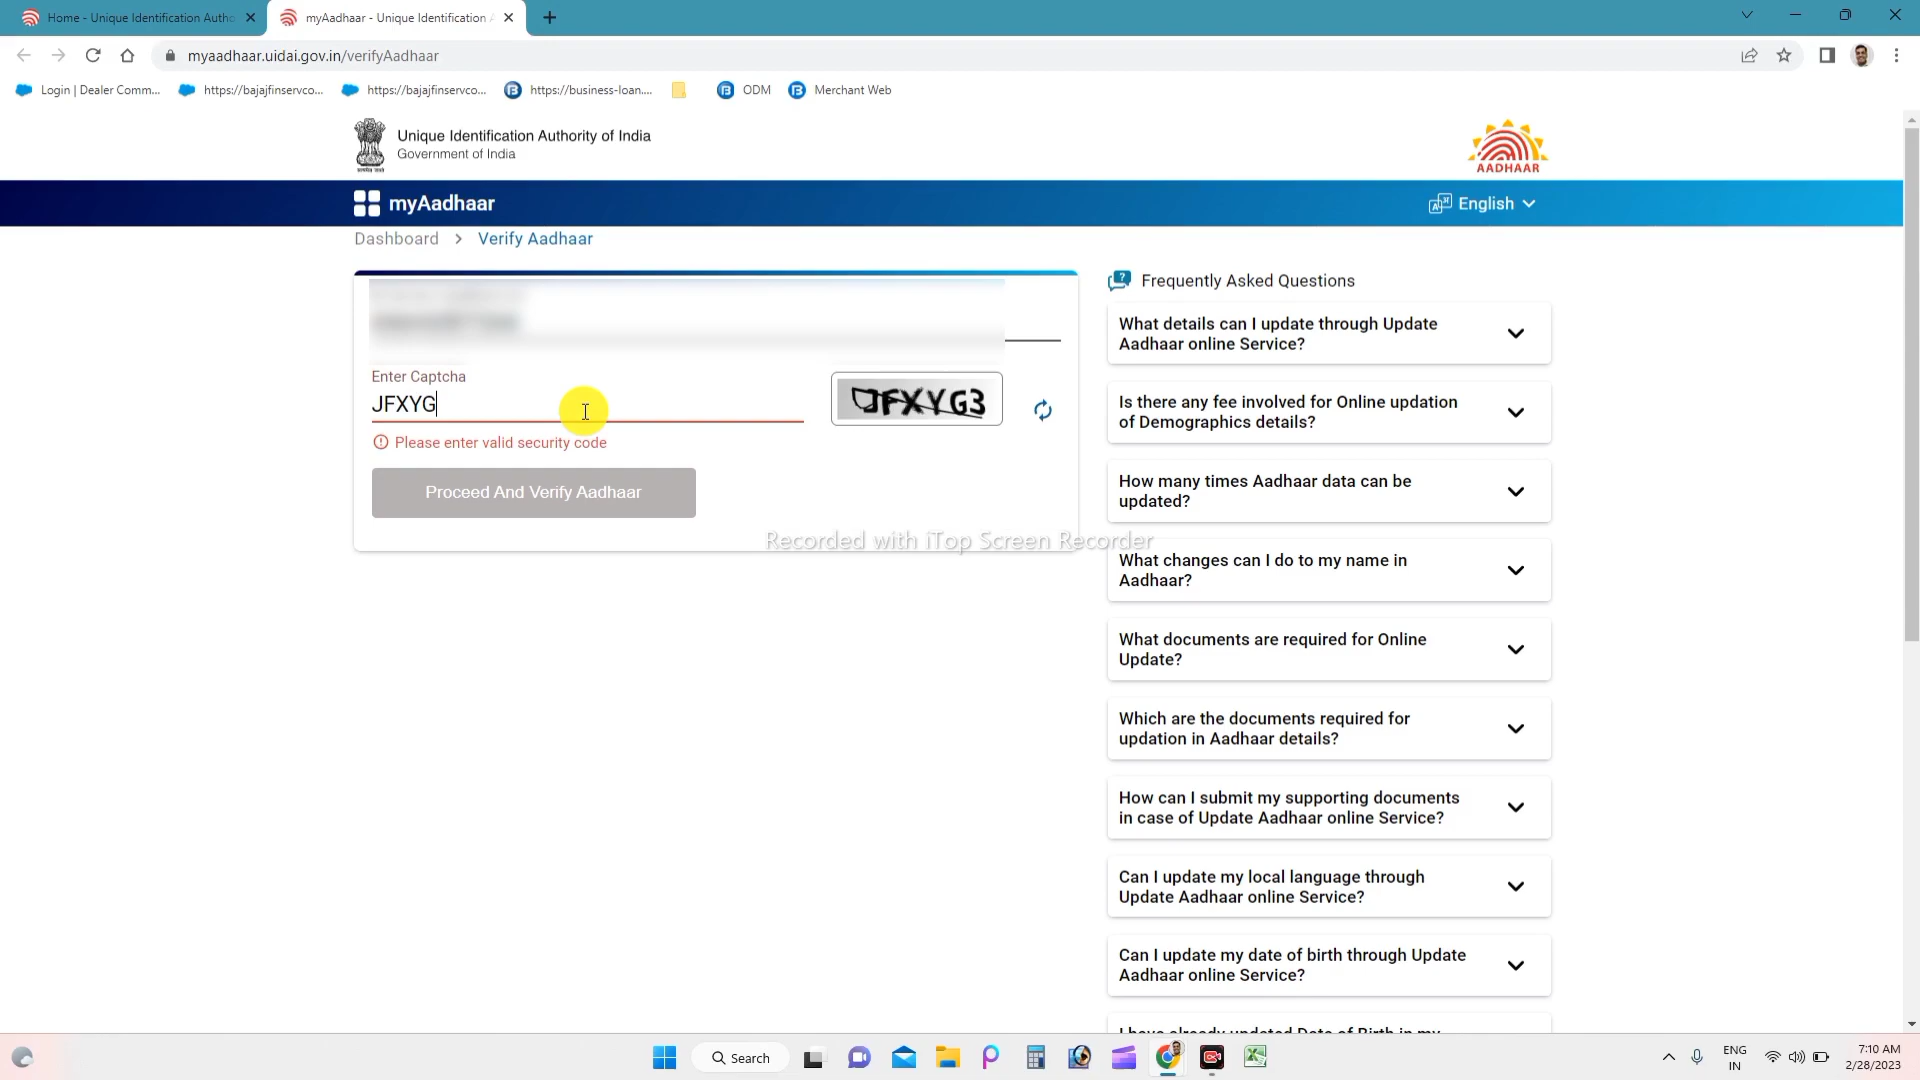 Home - Unique Identification Autho
myAadhaar - Unique Identification A
myaadhaar.uidai.gov.in/verifyAadhaar
Login | Dealer Comm...
https://bajajfinservco...
https://bajajfinservco...
https://business-loan....
ODM
Merchant Web
Unique Identification Authority of India
Government of India
AADHAAR
myAadhaar
English
Dashboard > Verify Aadhaar
Enter Captcha
JFXYG
JFXYG3
Please enter valid security code
Proceed And Verify Aadhaar
Recorded with iTop Screen Recorder
Frequently Asked Questions
What details can I update through Update
Aadhaar online Service?
Is there any fee involved for Online updation
of Demographics details?
How many times Aadhaar data can be
updated?
What changes can I do to my name in
Aadhaar?
What documents are required for Online
Update?
Which are the documents required for
updation in Aadhaar details?
How can I submit my supporting documents
in case of Update Aadhaar online Service?
Can I update my local language through
Update Aadhaar online Service?
Can I update my date of birth through Update
Aadhaar online Service?
I have already updated Date of Birth in my
Search
ENG
IN
7:10 AM
2/28/2023